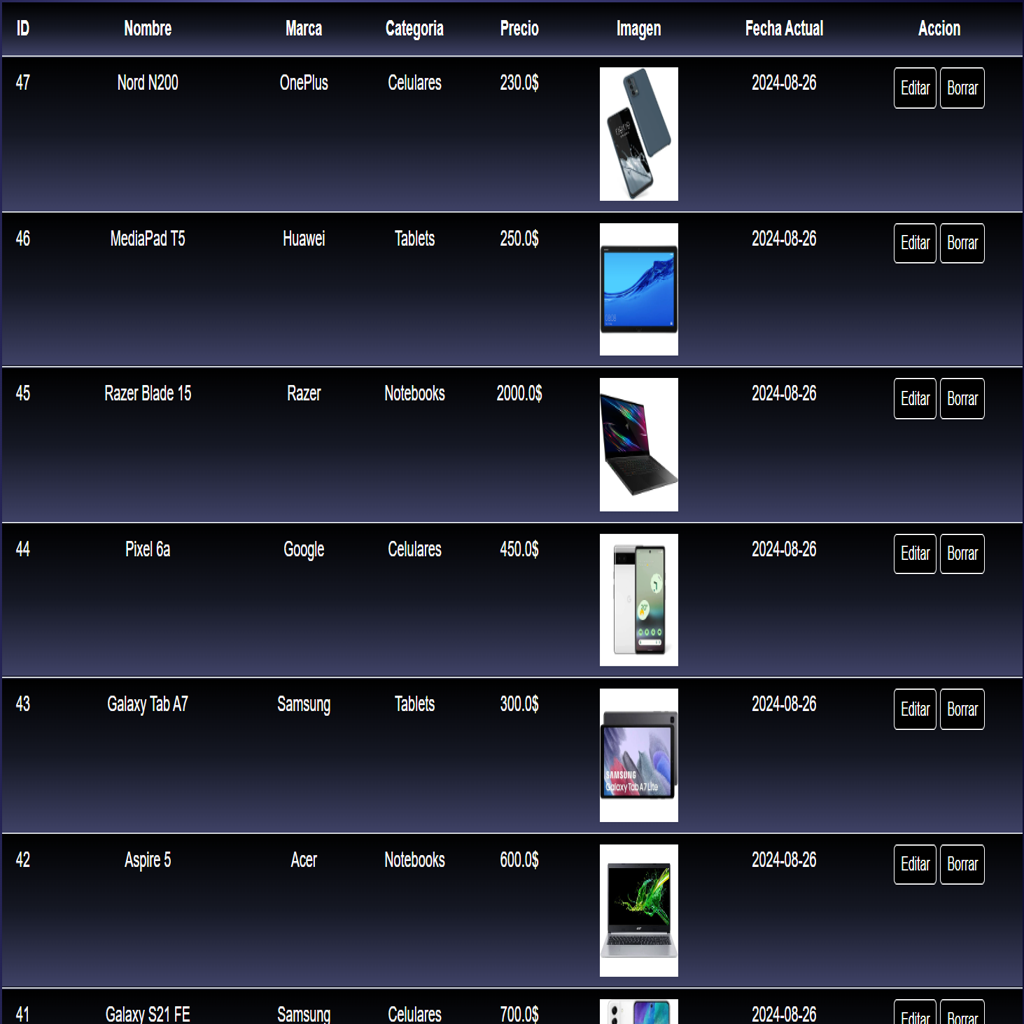 ID Nombre Marca Categoria Precio Imagen Fecha Actual Accion
47 Nord N200 OnePlus Celulares 230.0$ 2024-08-26 Editar Borrar
46 MediaPad T5 Huawei Tablets 250.0$ 2024-08-26 Editar Borrar
45 Razer Blade 15 Razer Notebooks 2000.0$ 2024-08-26 Editar Borrar
44 Pixel 6a Google Celulares 450.0$ 2024-08-26 Editar Borrar
43 Galaxy Tab A7 Samsung Tablets 300.0$ 2024-08-26 Editar Borrar
SAMSUNG
Galaxy Tab A7 Lite
42 Aspire 5 Acer Notebooks 600.0$ 2024-08-26 Editar Borrar
41 Galaxy S21 FE Samsung Celulares 700.0$ 2024-08-26 Editar Borrar